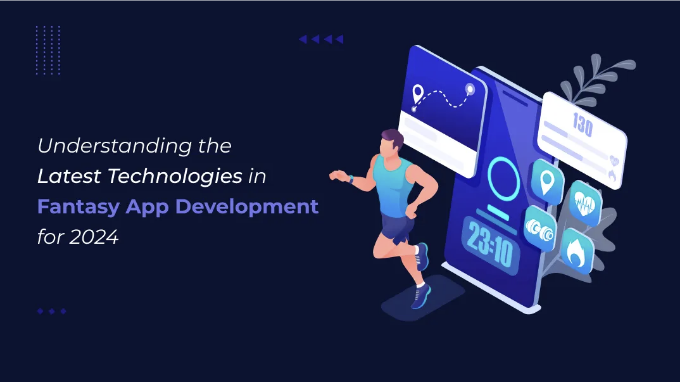 Understanding the
Latest Technologies in
Fantasy App Development
for 2024
130
23:10